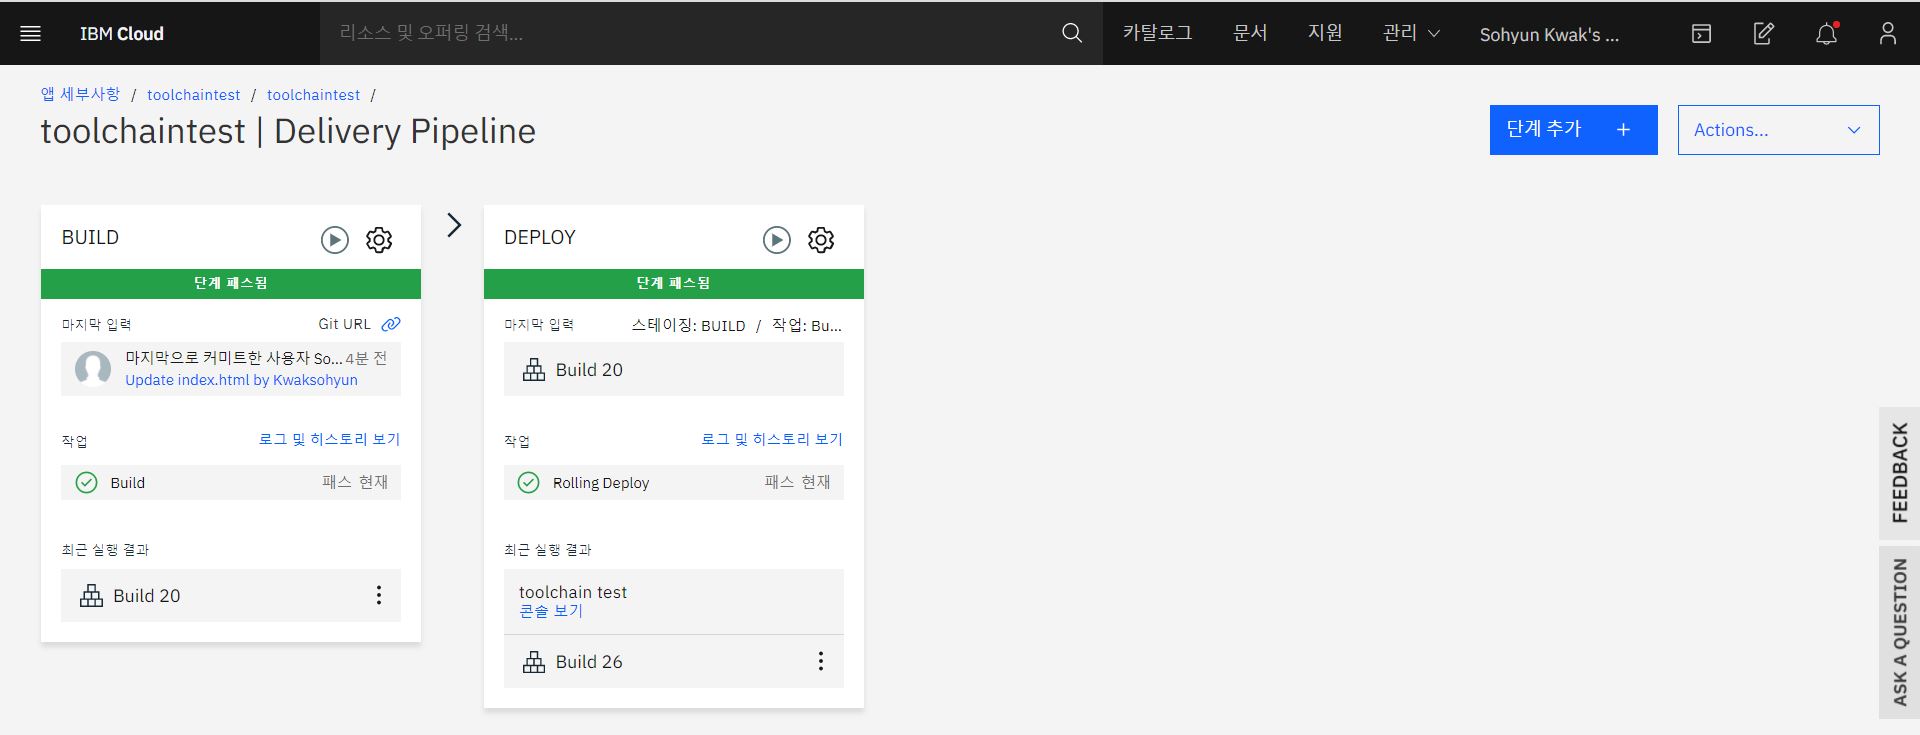 IBM Cloud
리소스 및 오퍼링 검색...
카탈로그
문서
지원
관리
Sohyun Kwak's ...
앱 세부사항 / toolchaintest / toolchaintest /
toolchaintest | Delivery Pipeline
단계 추가 +
Actions...
BUILD
단계 패스됨
마지막 입력
Git URL
마지막으로 커미트한 사용자 So... 4분 전
Update index.html by Kwaksohyun
작업
로그 및 히스토리 보기
Build
패스 현재
최근 실행 결과
Build 20
DEPLOY
단계 패스됨
마지막 입력
스테이징: BUILD / 작업: Bu...
Build 20
작업
로그 및 히스토리 보기
Rolling Deploy
패스 현재
최근 실행 결과
toolchain test
콘솔 보기
Build 26
FEEDBACK
ASK A QUESTION